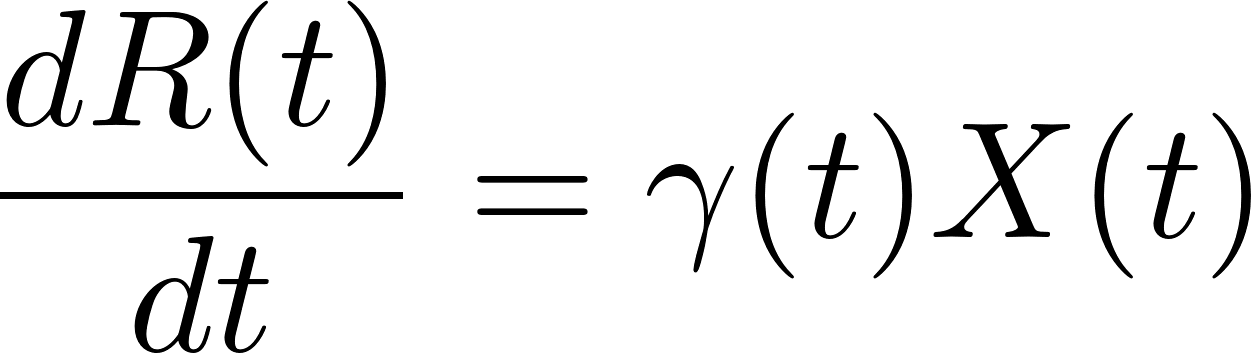 dR(t)/dt = γ(t)X(t)